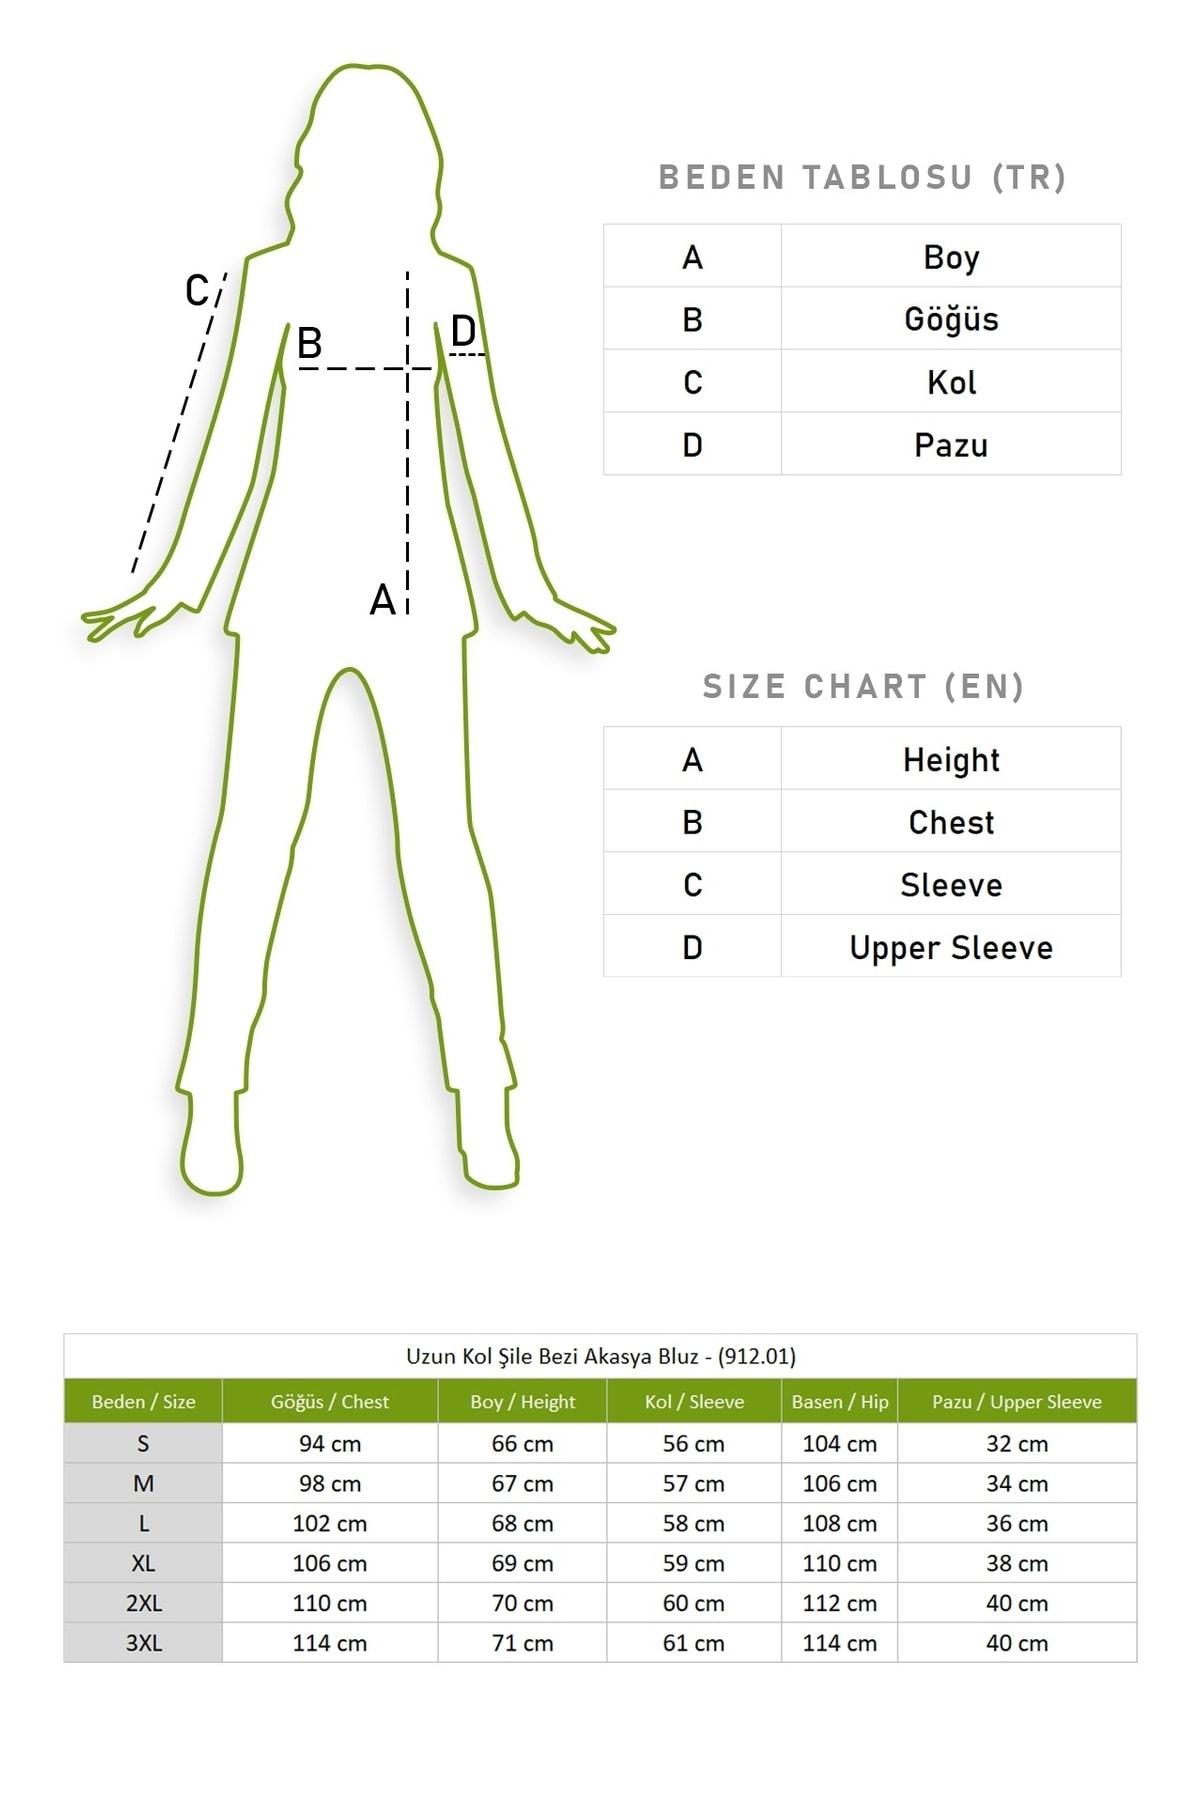 BEDEN TABLOSU (TR)
A Boy
B Göğüs
C Kol
D Pazu
C
B
D
A
SIZE CHART (EN)
A Height
B Chest
C Sleeve
D Upper Sleeve
Uzun Kol Şile Bezi Akasya Bluz - (912.01)
Beden / Size Göğüs / Chest Boy / Height Kol / Sleeve Basen / Hip Pazu / Upper Sleeve
S 94 cm 66 cm 56 cm 104 cm 32 cm
M 98 cm 67 cm 57 cm 106 cm 34 cm
L 102 cm 68 cm 58 cm 108 cm 36 cm
XL 106 cm 69 cm 59 cm 110 cm 38 cm
2XL 110 cm 70 cm 60 cm 112 cm 40 cm
3XL 114 cm 71 cm 61 cm 114 cm 40 cm